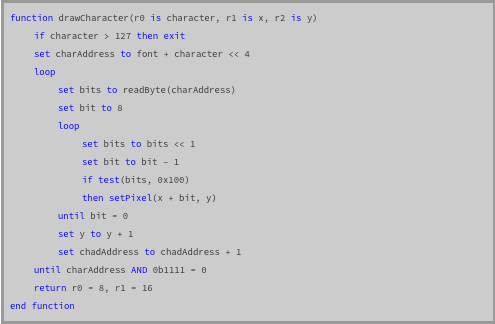 function drawCharacter(r0 is character, r1 is x, r2 is y)
if character > 127 then exit
set charAddress to font + character << 4
loop
set bits to readByte(charAddress)
set bit to 8
loop
set bits to bits << 1
set bit to bit - 1
if test(bits, 0x100)
then setPixel(x + bit, y)
until bit = 0
set y to y + 1
set chadAddress to chadAddress + 1
until charAddress AND 0b1111 = 0
return r0 = 8, r1 = 16
end function